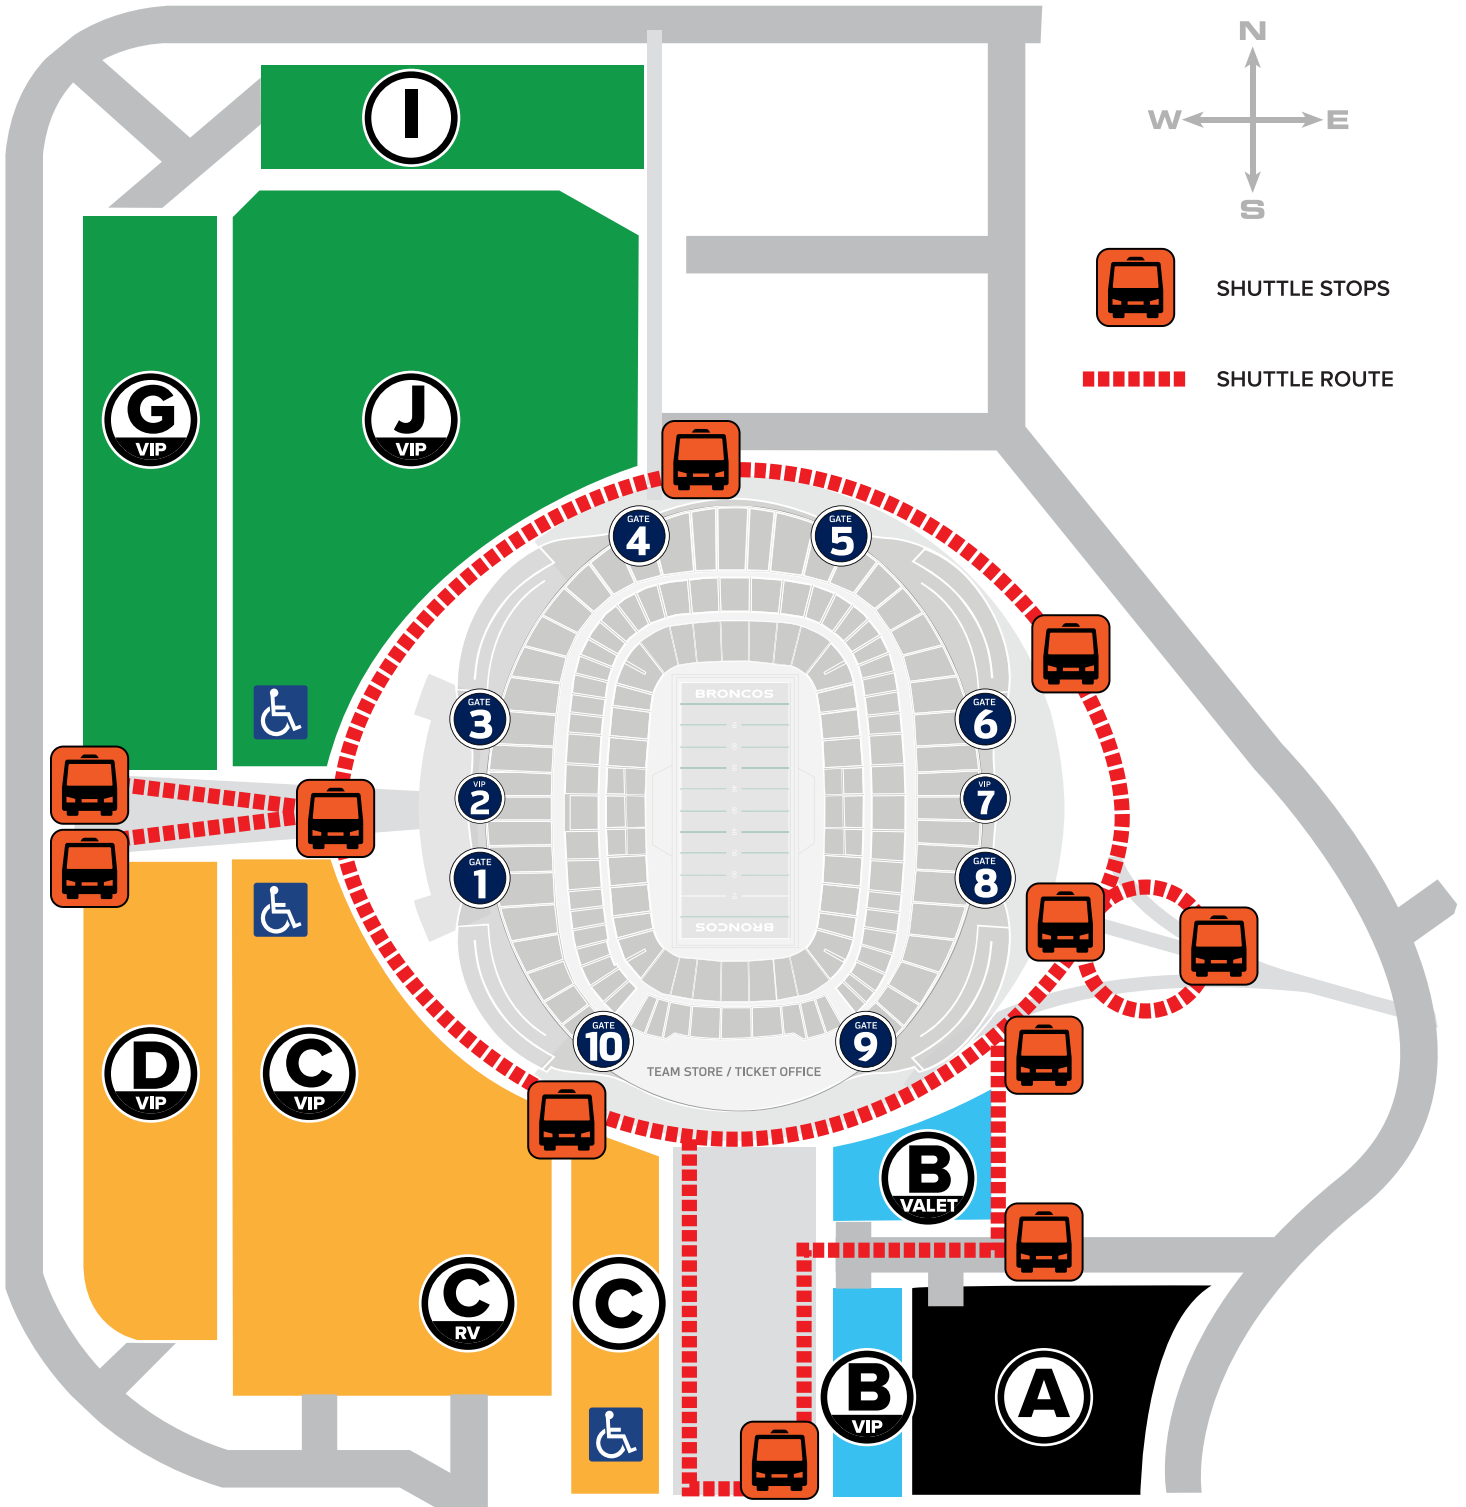 N
W E
S
SHUTTLE STOPS
SHUTTLE ROUTE
I
G
VIP
J
VIP
GATE
4
GATE
5
GATE
3
GATE
6
BRONCOS
VIP
2
VIP
7
GATE
1
GATE
8
BRONCOS
GATE
10
GATE
9
TEAM STORE / TICKET OFFICE
D
VIP
C
VIP
B
VALET
C
RV
C
B
VIP
A